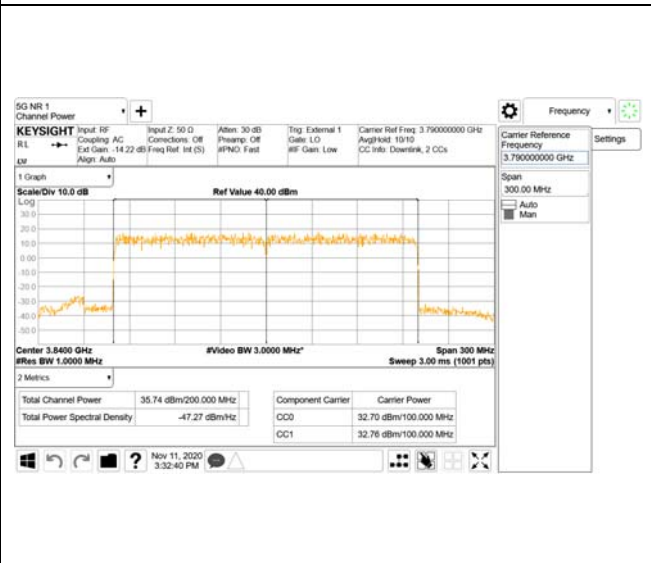 5G NR 1
Channel Power
Frequency
KEYSIGHT
RL
Input: RF
Coupling: AC
Ext Gain: -14.22 dB
Align: Auto
Input Z: 50 Ω
Corrections: Off
Freq Ref: Int (S)
Atten: 30 dB
Preamp: Off
#PNO: Fast
Trig: External 1
Gate: LO
#IF Gain: Low
Carrier Ref Freq: 3.790000000 GHz
Avg|Hold: 10/10
CC Info: Downlink, 2 CCs
Carrier Reference
Frequency
3.790000000 GHz
Settings
Span
300.00 MHz
Auto
Man
1 Graph
Scale/Div 10.0 dB
Ref Value 40.00 dBm
Log
30.0
20.0
10.0
0.00
-10.0
-20.0
-30.0
-40.0
-50.0
Center 3.8400 GHz
#Video BW 3.0000 MHz*
Span 300 MHz
#Res BW 1.0000 MHz
Sweep 3.00 ms (1001 pts)
2 Metrics
Total Channel Power 35.74 dBm/200.000 MHz
Total Power Spectral Density -47.27 dBm/Hz
Component Carrier Carrier Power
CC0 32.70 dBm/100.000 MHz
CC1 32.76 dBm/100.000 MHz
Nov 11, 2020
3:32:40 PM